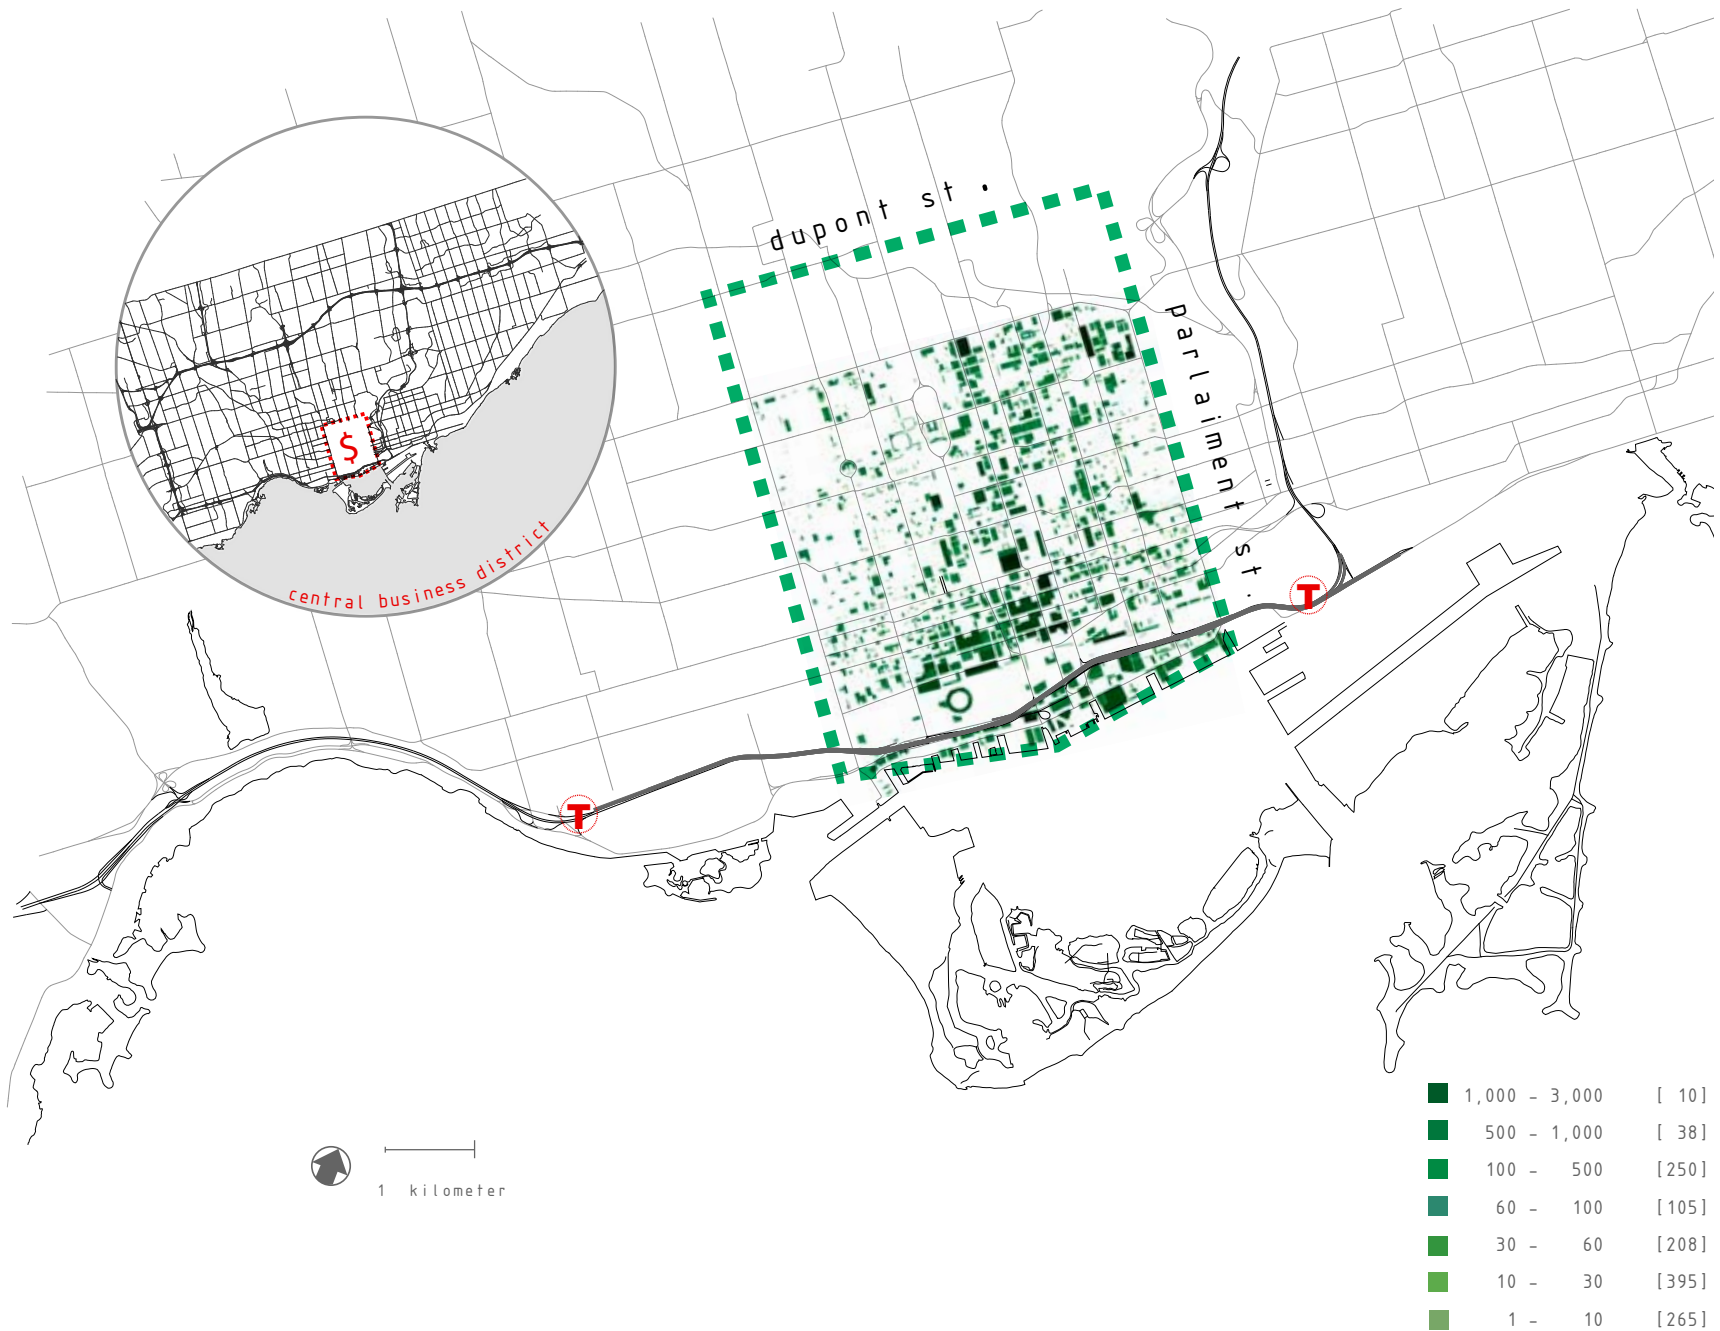 dupont st.
parlaiment st.
$
central business district
T
T
1 kilometer
1,000 - 3,000 [ 10]
500 - 1,000 [ 38]
100 - 500 [250]
60 - 100 [105]
30 - 60 [208]
10 - 30 [395]
1 - 10 [265]